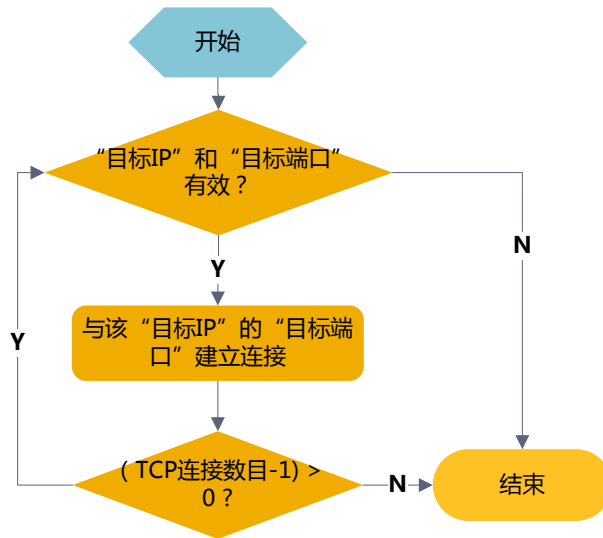 开始
“目标IP”和“目标端口”
有效？
N
Y
与该“目标IP”的“目标端
口”建立连接
Y
（TCP连接数目-1）>
0？
N
结束